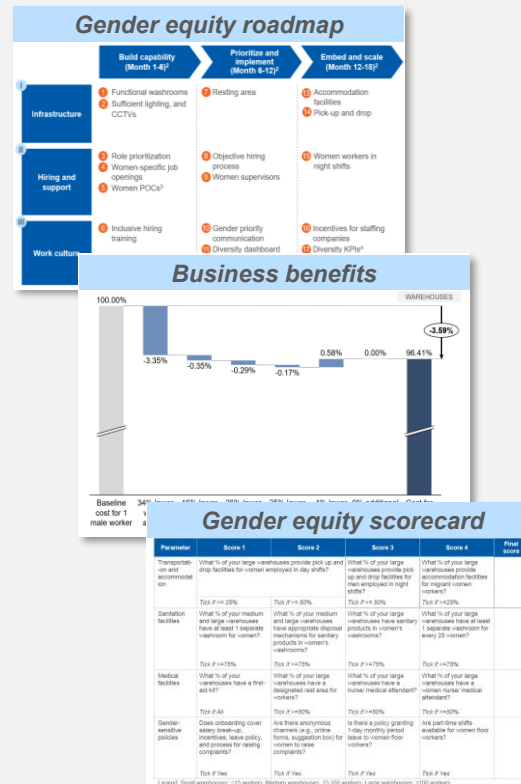 Gender equity roadmap
Build capability
(Month 1-6)²
Prioritize and
implement
(Month 6-12)²
Embed and scale
(Month 12-18)²
I
Infrastructure
1 Functional washrooms
2 Sufficient lighting, and
CCTVs
7 Resting area
13 Accommodation
facilities
14 Pick-up and drop
II
Hiring and
support
3 Role prioritization
4 Women-specific job
openings
5 Women POCs³
8 Objective hiring
process
9 Women supervisors
15 Women workers in
night shifts
III
Work culture
6 Inclusive hiring
training
10 Gender priority
communication
11 Diversity dashboard
16 Incentives for staffing
companies
17 Diversity KPIs⁴
Business benefits
WAREHOUSES
100.00%
-3.35%
-0.35%
-0.29%
-0.17%
0.58%
0.00%
96.41%
-3.59%
Baseline
cost for 1
male worker
Gender equity scorecard
Parameter
Score 1
Score 2
Score 3
Score 4
Final
score
Transportati
-on and
accommodat
ion
What % of your large warehouses provide pick up and
drop facilities for women employed in day shifts?
What % of your large
warehouses provide pick
up and drop facilities for
men employed in night
shifts?
What % of your large
warehouses provide
accommodation facilities
for migrant women
workers?
Tick if >= 25%
Tick if >= 50%
Tick if >= 50%
Tick if >=25%
Sanitation
facilities
What % of your medium
and large warehouses
have at least 1 separate
washroom for women?
What % of your medium
and large warehouses
have appropriate disposal
mechanisms for sanitary
products in women's
washrooms?
What % of your large
warehouses have sanitary
products in women's
washrooms?
What % of your large
warehouses have at least
1 separate washroom for
every 25 women?
Tick if >=75%
Tick if >=75%
Tick if >=75%
Tick if >=75%
Medical
facilities
What % of your
warehouses have a first-
aid kit?
What % of your large
warehouses have a
designated rest area for
workers?
What % of your large
warehouses have a
nurse/ medical attendant?
What % of your large
warehouses have a
women nurse/ medical
attendant?
Tick if All
Tick if >=50%
Tick if >=50%
Tick if >=50%
Gender-
sensitive
policies
Does onboarding cover
salary break-up,
incentives, leave policy,
and process for raising
complaints?
Are there anonymous
channels (e.g., online
forms, suggestion box) for
women to raise
complaints?
Is there a policy granting
1-day monthly period
leave to women floor
workers?
Are part-time shifts
available for women floor
workers?
Tick if Yes
Tick if Yes
Tick if Yes
Tick if Yes